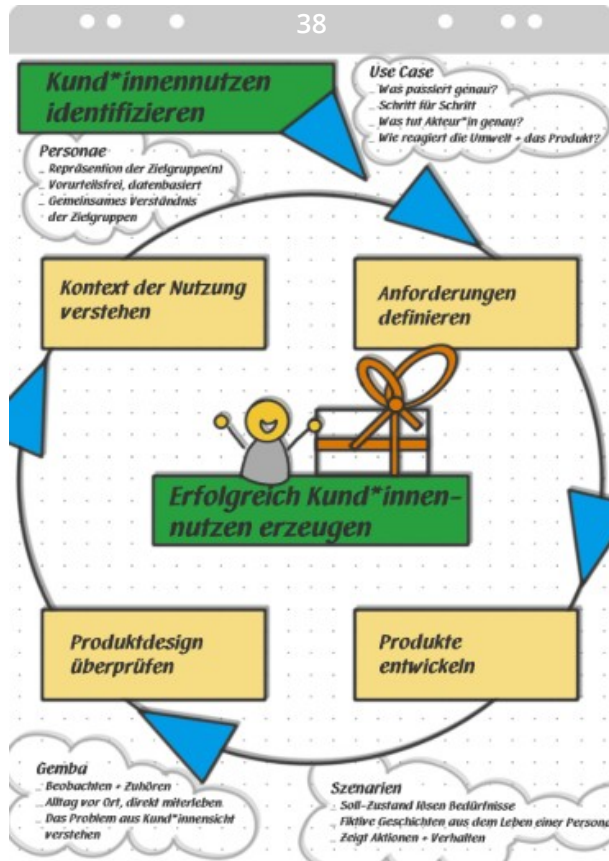 38
Kund*innennutzen
identifizieren
Use Case
_ Was passiert genau?
_ Schritt für Schritt
_ Was tut Akteur*in genau?
_ Wie reagiert die Umwelt + das Produkt?
Personae
_ Repräsention der Zielgruppe(n)
_ Vorurteilsfrei, datenbasiert
_ Gemeinsames Verständnis
der Zielgruppen
Kontext der Nutzung
verstehen
Anforderungen
definieren
Erfolgreich Kund*innen-
nutzen erzeugen
Produktdesign
überprüfen
Produkte
entwickeln
Gemba
_ Beobachten + Zuhören
_ Alltag vor Ort, direkt miterleben
_ Das Problem aus Kund*innensicht
verstehen
Szenarien
_ Soll-Zustand lösen Bedürfnisse
_ Fiktive Geschichten aus dem Leben einer Persona
_ Zeigt Aktionen + Verhalten